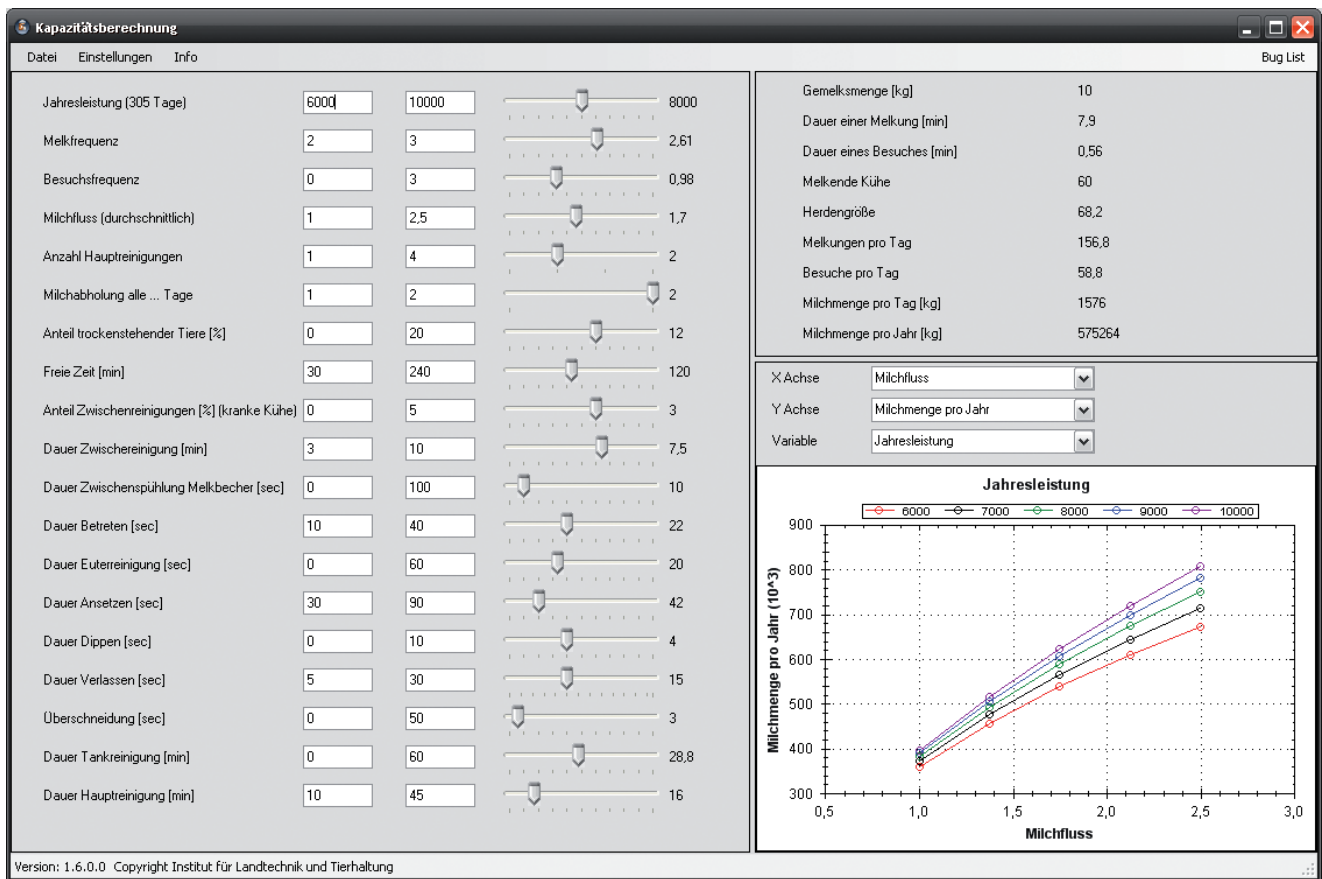 Kapazitätsberechnung
Datei Einstellungen Info Bug List
Jahresleistung (305 Tage) 6000 10000 8000
Melkfrequenz 2 3 2,61
Besuchsfrequenz 0 3 0,98
Milchfluss (durchschnittlich) 1 2,5 1,7
Anzahl Hauptreinigungen 1 4 2
Milchabholung alle ... Tage 1 2 2
Anteil trockenstehender Tiere [%] 0 20 12
Freie Zeit [min] 30 240 120
Anteil Zwischenreinigungen [%] (kranke Kühe) 0 5 3
Dauer Zwischereinigung [min] 3 10 7,5
Dauer Zwischenspühlung Melkbecher [sec] 0 100 10
Dauer Betreten [sec] 10 40 22
Dauer Euterreinigung [sec] 0 60 20
Dauer Ansetzen [sec] 30 90 42
Dauer Dippen [sec] 0 10 4
Dauer Verlassen [sec] 5 30 15
Überschneidung [sec] 0 50 3
Dauer Tankreinigung [min] 0 60 28,8
Dauer Hauptreinigung [min] 10 45 16
Gemelksmenge [kg] 10
Dauer einer Melkung [min] 7,9
Dauer eines Besuches [min] 0,56
Melkende Kühe 60
Herdengröße 68,2
Melkungen pro Tag 156,8
Besuche pro Tag 58,8
Milchmenge pro Tag [kg] 1576
Milchmenge pro Jahr [kg] 575264
X Achse Milchfluss
Y Achse Milchmenge pro Jahr
Variable Jahresleistung
Jahresleistung
6000 7000 8000 9000 10000
Milchmenge pro Jahr (10^3)
900
800
700
600
500
400
300
0,5 1,0 1,5 2,0 2,5 3,0
Milchfluss
Version: 1.6.0.0 Copyright Institut für Landtechnik und Tierhaltung